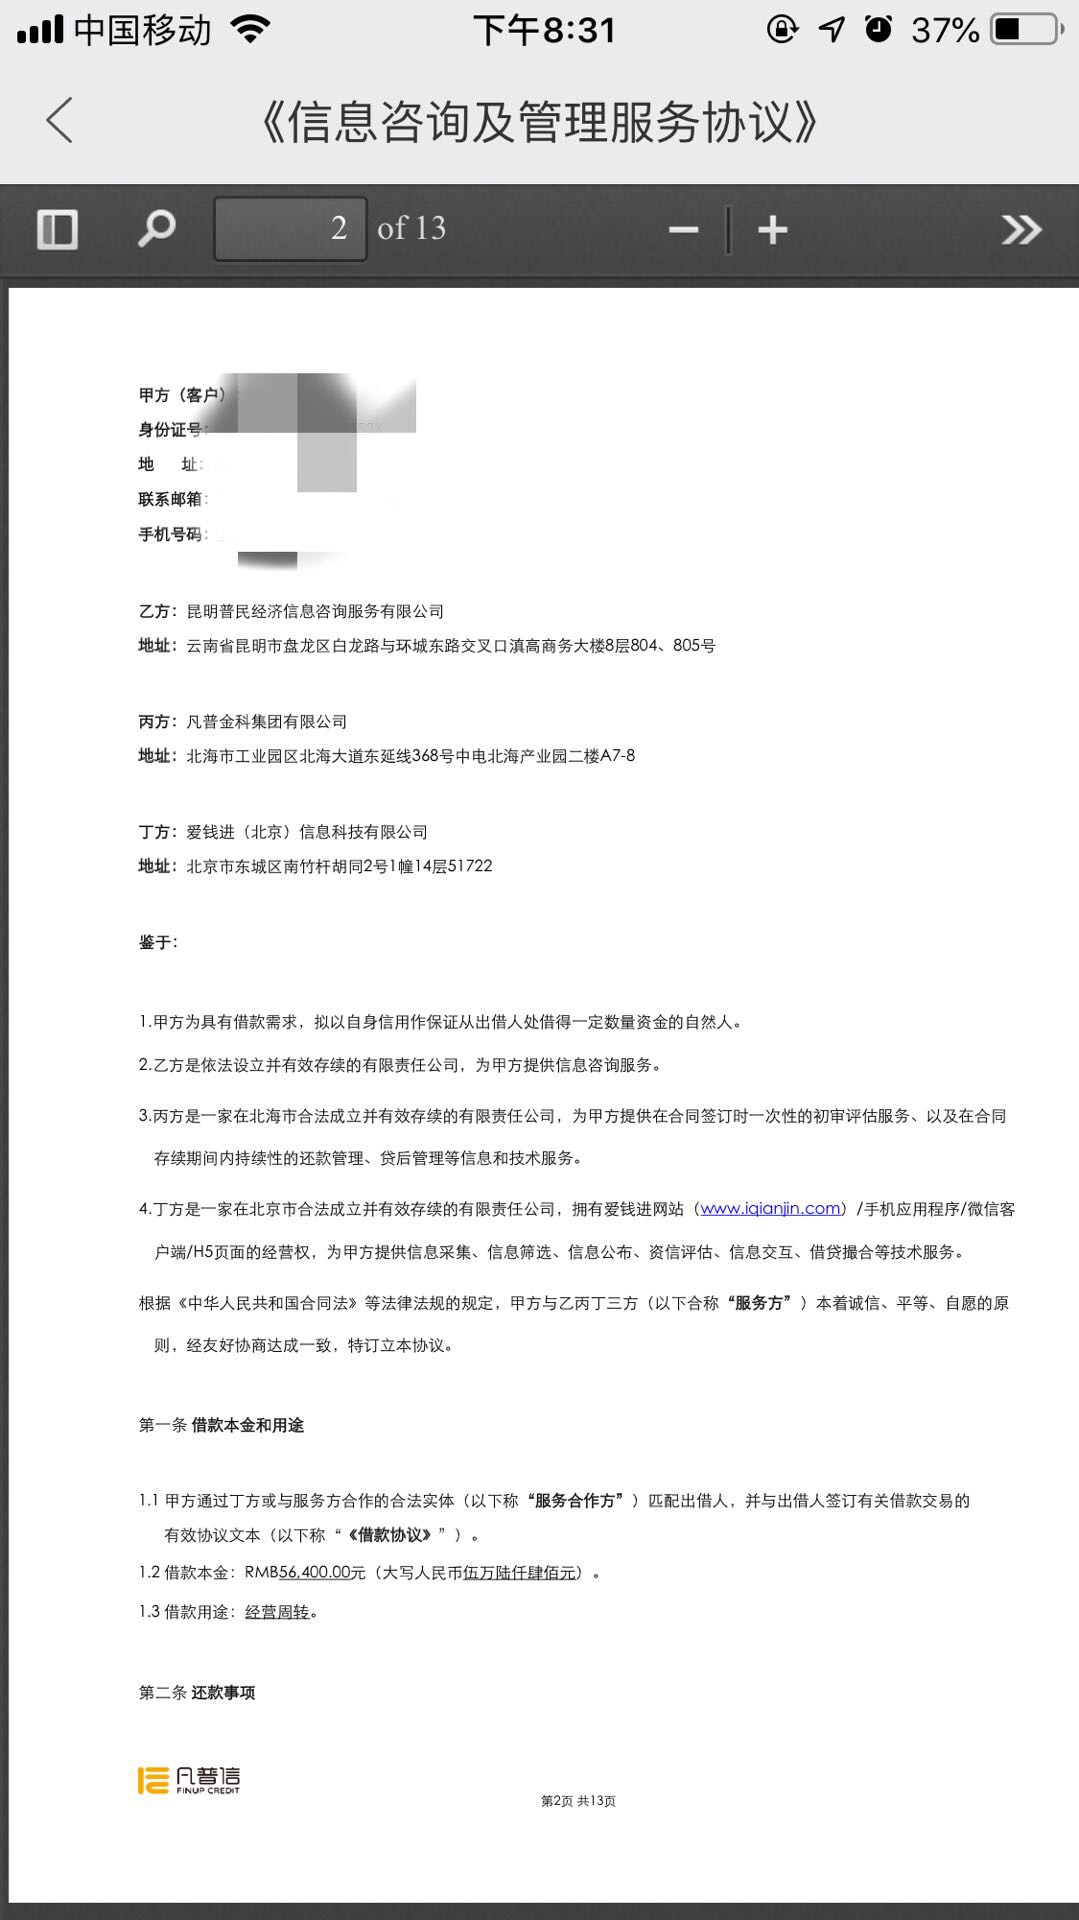 中国移动 下午8:31 37%
《信息咨询及管理服务协议》
2 of 13
甲方（客户）:
身份证号:
地 址:
联系邮箱:
手机号码:
乙方：昆明普民经济信息咨询服务有限公司
地址：云南省昆明市盘龙区白龙路与环城东路交叉口滇高商务大楼8层804、805号
丙方：凡普金科集团有限公司
地址：北海市工业园区北海大道东延线368号中电北海产业园二楼A7-8
丁方：爱钱进（北京）信息科技有限公司
地址：北京市东城区南竹杆胡同2号1幢14层51722
鉴于：
1.甲方为具有借款需求，拟以自身信用作保证从出借人处借得一定数量资金的自然人。
2.乙方是依法设立并有效存续的有限责任公司，为甲方提供信息咨询服务。
3.丙方是一家在北海市合法成立并有效存续的有限责任公司，为甲方提供在合同签订时一次性的初审评估服务、以及在合同
存续期间内持续性的还款管理、贷后管理等信息和技术服务。
4.丁方是一家在北京市合法成立并有效存续的有限责任公司，拥有爱钱进网站（www.iqianjin.com）/手机应用程序/微信客
户端/H5页面的经营权，为甲方提供信息采集、信息筛选、信息公布、资信评估、信息交互、借贷撮合等技术服务。
根据《中华人民共和国合同法》等法律法规的规定，甲方与乙丙丁三方（以下合称“服务方”）本着诚信、平等、自愿的原
则，经友好协商达成一致，特订立本协议。
第一条 借款本金和用途
1.1 甲方通过丁方或与服务方合作的合法实体（以下称“服务合作方”）匹配出借人，并与出借人签订有关借款交易的
有效协议文本（以下称“《借款协议》”）。
1.2 借款本金：RMB56,400.00元（大写人民币伍万陆仟肆佰元）。
1.3 借款用途：经营周转。
第二条 还款事项
凡普信
FINUP CREDIT
第2页 共13页